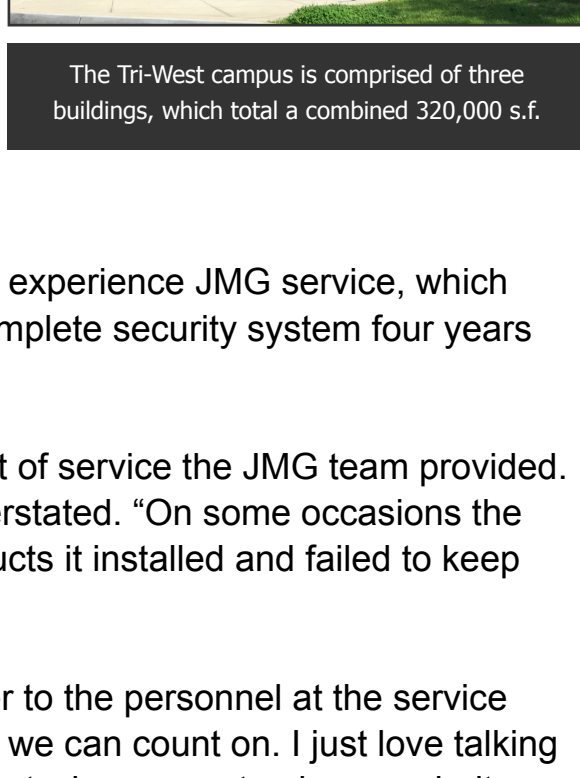 The Tri-West campus is comprised of three
buildings, which total a combined 320,000 s.f.
experience JMG service, which
mplete security system four years
t of service the JMG team provided.
erstated. “On some occasions the
ucts it installed and failed to keep
r to the personnel at the service
we can count on. I just love talking